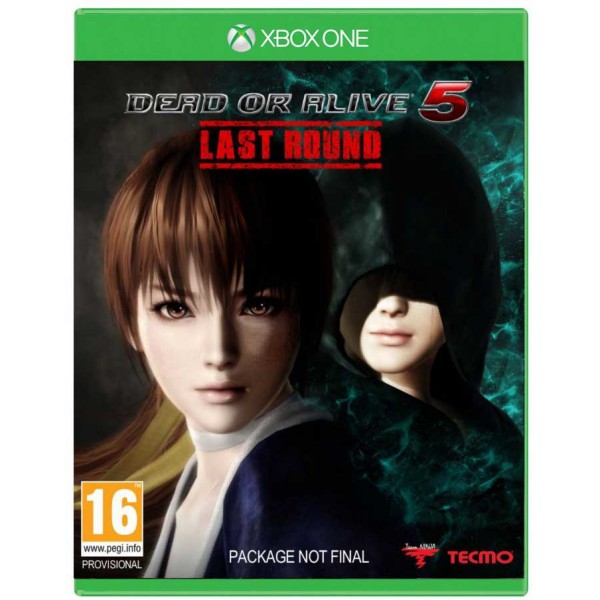 XBOX ONE
DEAD OR ALIVE 5
LAST ROUND
16
www.pegi.info
PROVISIONAL
PACKAGE NOT FINAL
Team NINJA
TECMO